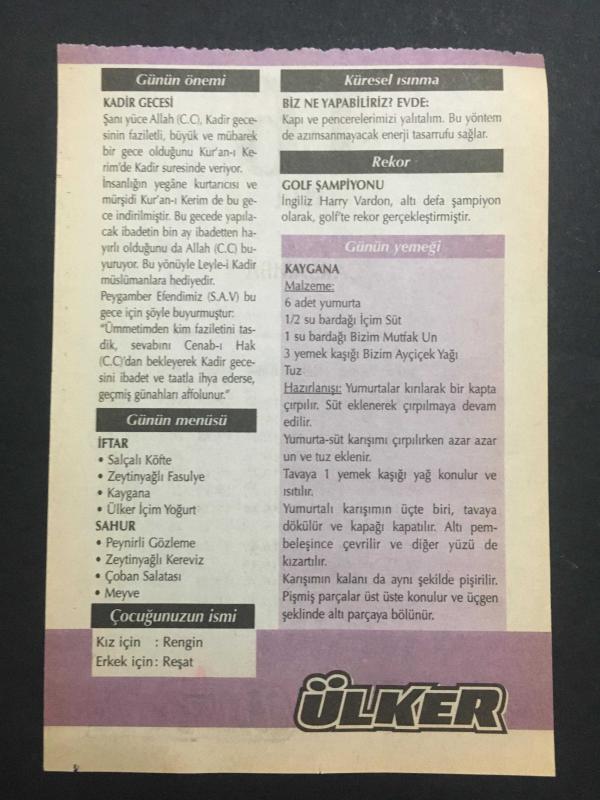 Günün önemi
KADİR GECESİ
Şanı yüce Allah (C.C), Kadir gece-
sinin faziletli, büyük ve mübarek
bir gece olduğunu Kur'an-ı Ke-
rim'de Kadir suresinde veriyor.
İnsanlığın yegâne kurtarıcısı ve
mürşidi Kur'an-ı Kerim de bu ge-
ce indirilmiştir. Bu gecede yapıla-
cak ibadetin bin ay ibadetten ha-
yırlı olduğunu da Allah (C.C) bu-
yuruyor. Bu yönüyle Leyle-i Kadir
müslümanlara hediyedir.
Peygamber Efendimiz (S.A.V) bu
gece için şöyle buyurmuştur:
"Ümmetimden kim faziletini tas-
dik, sevabını Cenab-ı Hak
(C.C)'dan bekleyerek Kadir gece-
sini ibadet ve taatla ihya ederse,
geçmiş günahları affolunur."
Günün menüsü
İFTAR
• Salçalı Köfte
• Zeytinyağlı Fasulye
• Kaygana
• Ülker İçim Yoğurt
SAHUR
• Peynirli Gözleme
• Zeytinyağlı Kereviz
• Çoban Salatası
• Meyve
Çocuğunuzun ismi
Kız için : Rengin
Erkek için: Reşat
Küresel ısınma
BİZ NE YAPABİLİRİZ? EVDE:
Kapı ve pencerelerimizi yalıtalım. Bu yöntem
de azımsanmayacak enerji tasarrufu sağlar.
Rekor
GOLF ŞAMPİYONU
İngiliz Harry Vardon, altı defa şampiyon
olarak, golf'te rekor gerçekleştirmiştir.
Günün yemeği
KAYGANA
Malzeme:
6 adet yumurta
1/2 su bardağı İçim Süt
1 su bardağı Bizim Mutfak Un
3 yemek kaşığı Bizim Ayçiçek Yağı
Tuz
Hazırlanışı: Yumurtalar kırılarak bir kapta
çırpılır. Süt eklenerek çırpılmaya devam
edilir.
Yumurta-süt karışımı çırpılırken azar azar
un ve tuz eklenir.
Tavaya 1 yemek kaşığı yağ konulur ve
ısıtılır.
Yumurtalı karışımın üçte biri, tavaya
dökülür ve kapağı kapatılır. Altı pem-
beleşince çevrilir ve diğer yüzü de
kızartılır.
Karışımın kalanı da aynı şekilde pişirilir.
Pişmiş parçalar üst üste konulur ve üçgen
şeklinde altı parçaya bölünür.
ÜLKER